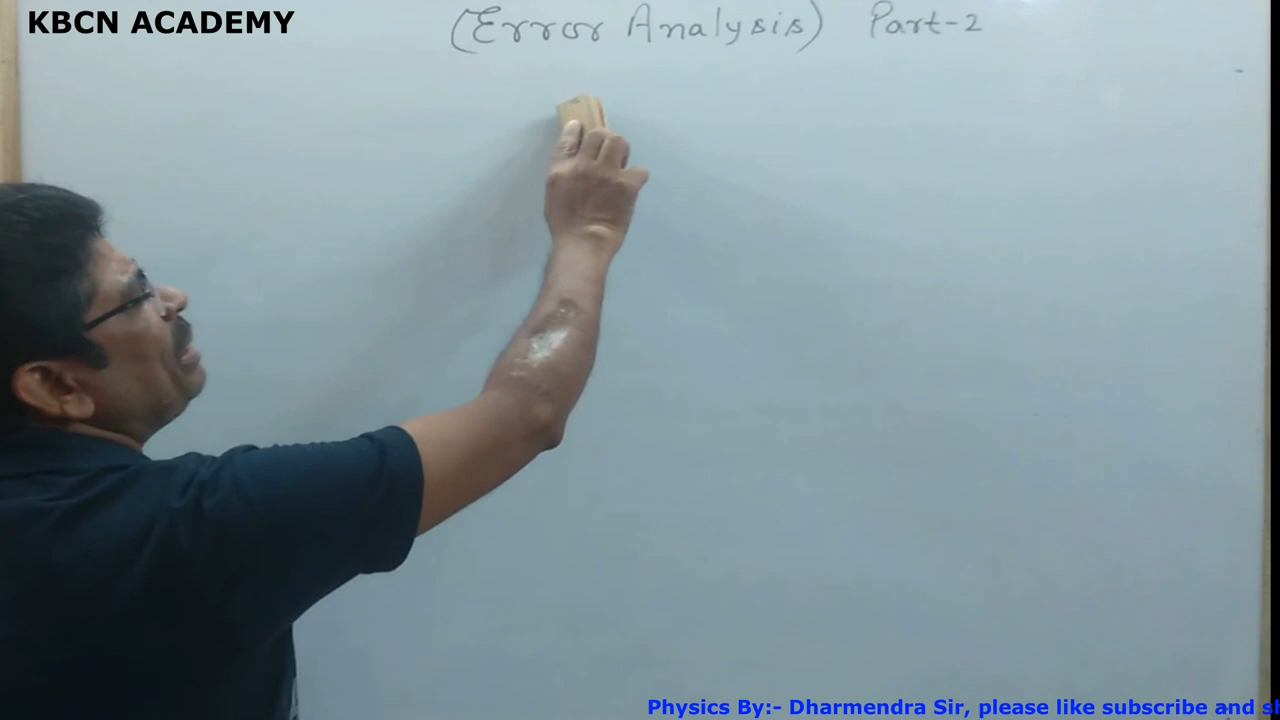 KBCN ACADEMY
(Error Analysis) Part-2
Physics By:- Dharmendra Sir, please like subscribe and